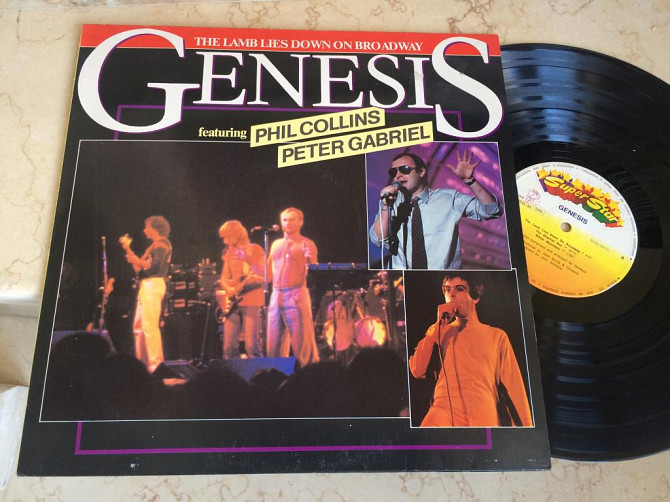 THE LAMB LIES DOWN ON BROADWAY
GENESIS
featuring PHIL COLLINS
PETER GABRIEL
Super Star
GENESIS
A